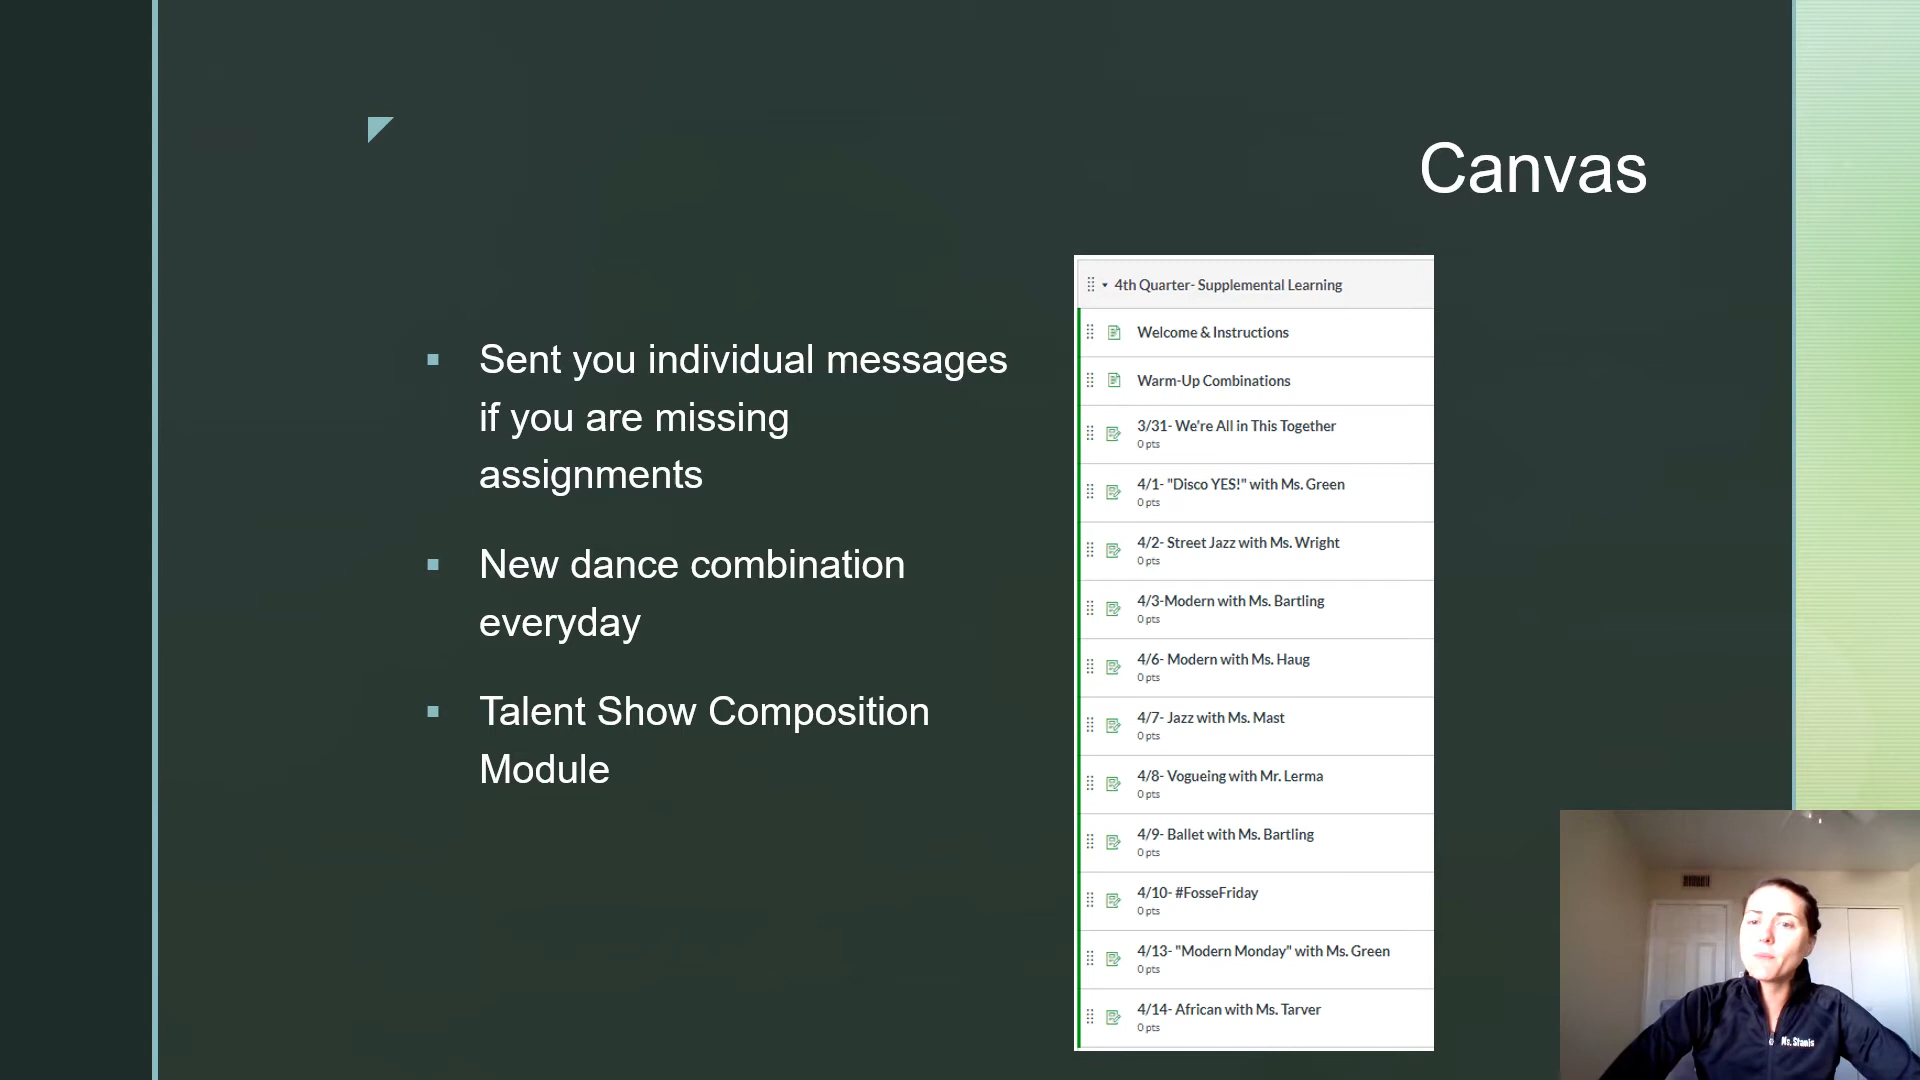 Canvas
Sent you individual messages
if you are missing
assignments
New dance combination
everyday
Talent Show Composition
Module
4th Quarter- Supplemental Learning
Welcome & Instructions
Warm-Up Combinations
3/31- We're All in This Together
0 pts
4/1- "Disco YES!" with Ms. Green
0 pts
4/2- Street Jazz with Ms. Wright
0 pts
4/3-Modern with Ms. Bartling
0 pts
4/6- Modern with Ms. Haug
0 pts
4/7- Jazz with Ms. Mast
0 pts
4/8- Vogueing with Mr. Lerma
0 pts
4/9- Ballet with Ms. Bartling
0 pts
4/10- #FosseFriday
0 pts
4/13- "Modern Monday" with Ms. Green
0 pts
4/14- African with Ms. Tarver
0 pts
Ms. Stanis